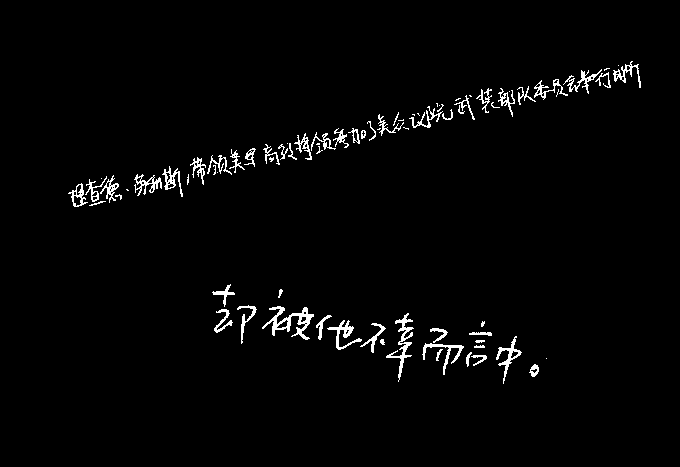 理查德·莫利斯,带领美军高级将领参加了美众议院武装部队委员会举行的听
却被他不幸而言中。